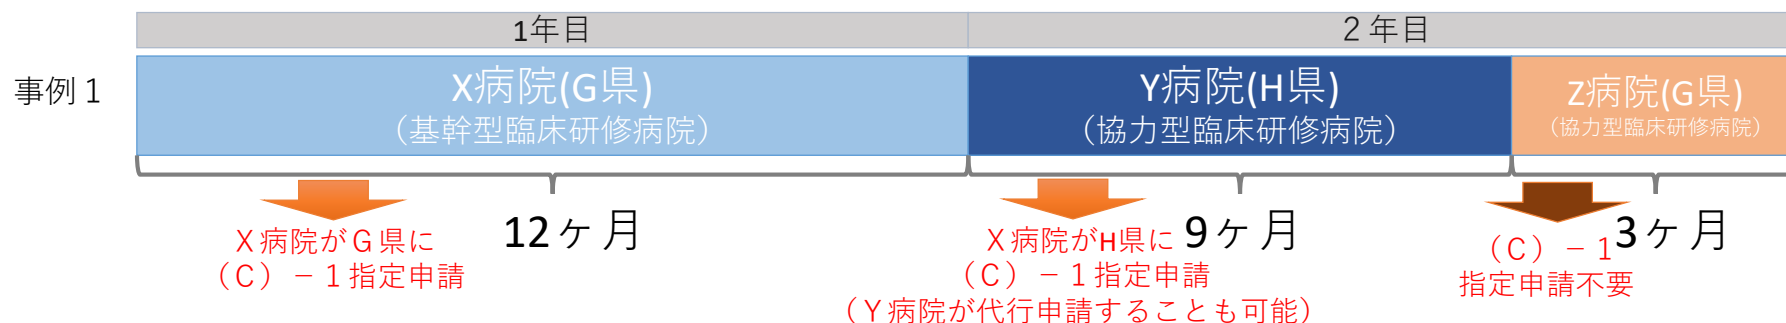 1年目
２年目
事例１
X病院(G県)
（基幹型臨床研修病院）
Y病院(H県)
（協力型臨床研修病院）
Z病院(G県)
（協力型臨床研修病院）
12ヶ月
Ｘ病院がＧ県に
（Ｃ）－１指定申請
9ヶ月
Ｘ病院がH県に
（Ｃ）－１指定申請
（Ｙ病院が代行申請することも可能）
3ヶ月
（Ｃ）－１
指定申請不要